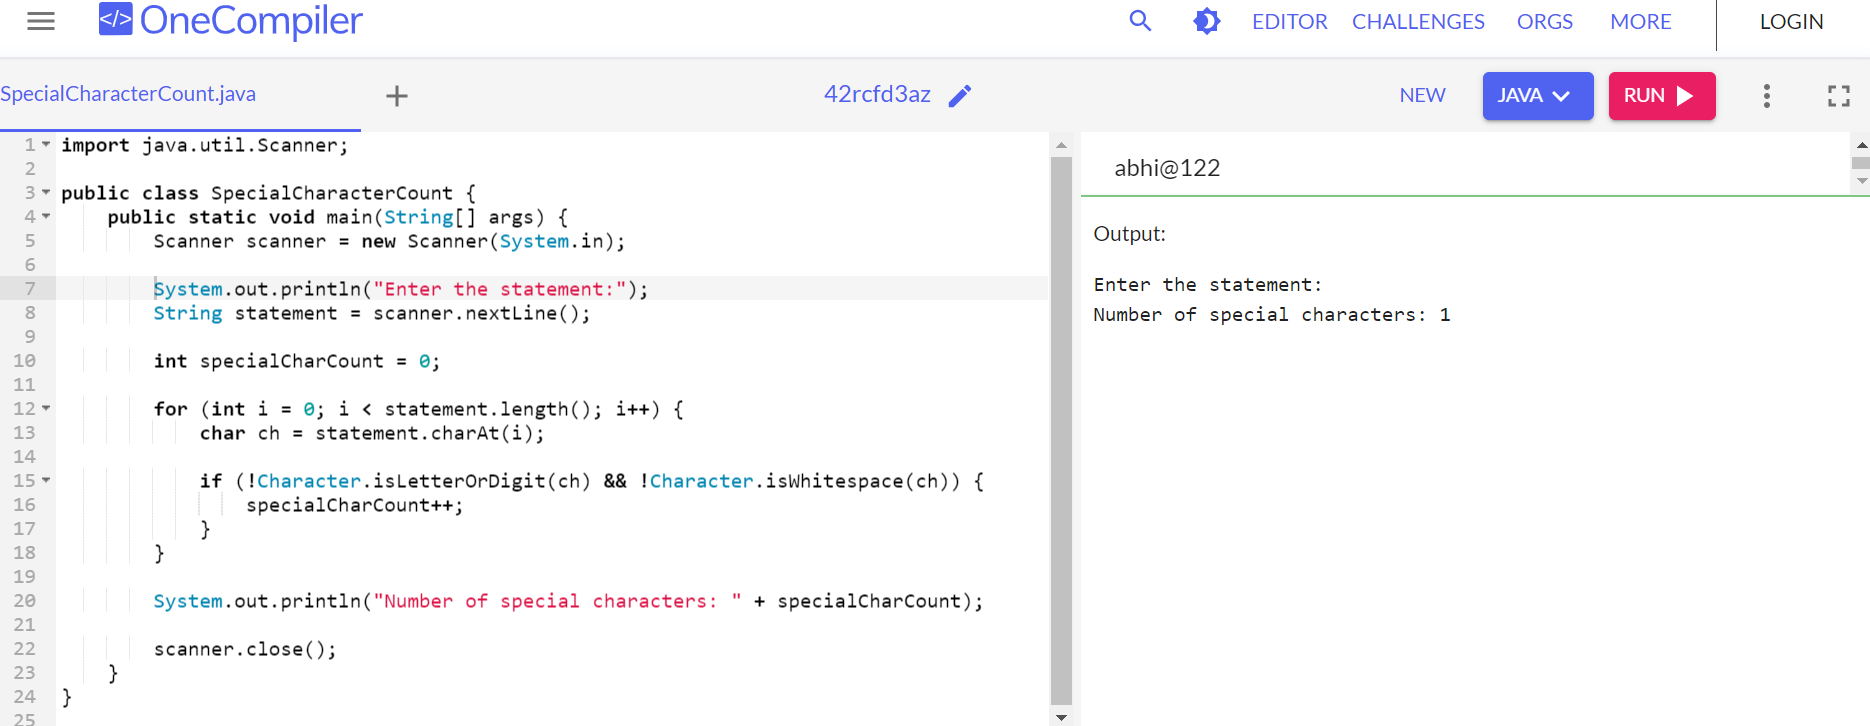 </> OneCompiler
EDITOR CHALLENGES ORGS MORE LOGIN
SpecialCharacterCount.java + 42rcfd3az NEW JAVA RUN
1 import java.util.Scanner;
2
3 public class SpecialCharacterCount {
4 public static void main(String[] args) {
5 Scanner scanner = new Scanner(System.in);
6
7 System.out.println("Enter the statement:");
8 String statement = scanner.nextLine();
9
10 int specialCharCount = 0;
11
12 for (int i = 0; i < statement.length(); i++) {
13 char ch = statement.charAt(i);
14
15 if (!Character.isLetterOrDigit(ch) && !Character.isWhitespace(ch)) {
16 specialCharCount++;
17 }
18 }
19
20 System.out.println("Number of special characters: " + specialCharCount);
21
22 scanner.close();
23 }
24 }
25
abhi@122
Output:
Enter the statement:
Number of special characters: 1